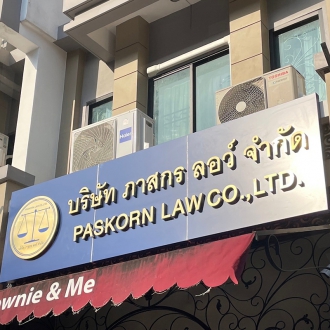 บริษัท ภาสกร ลอว์ จำกัด
PASKORN LAW CO.,LTD.
& Me